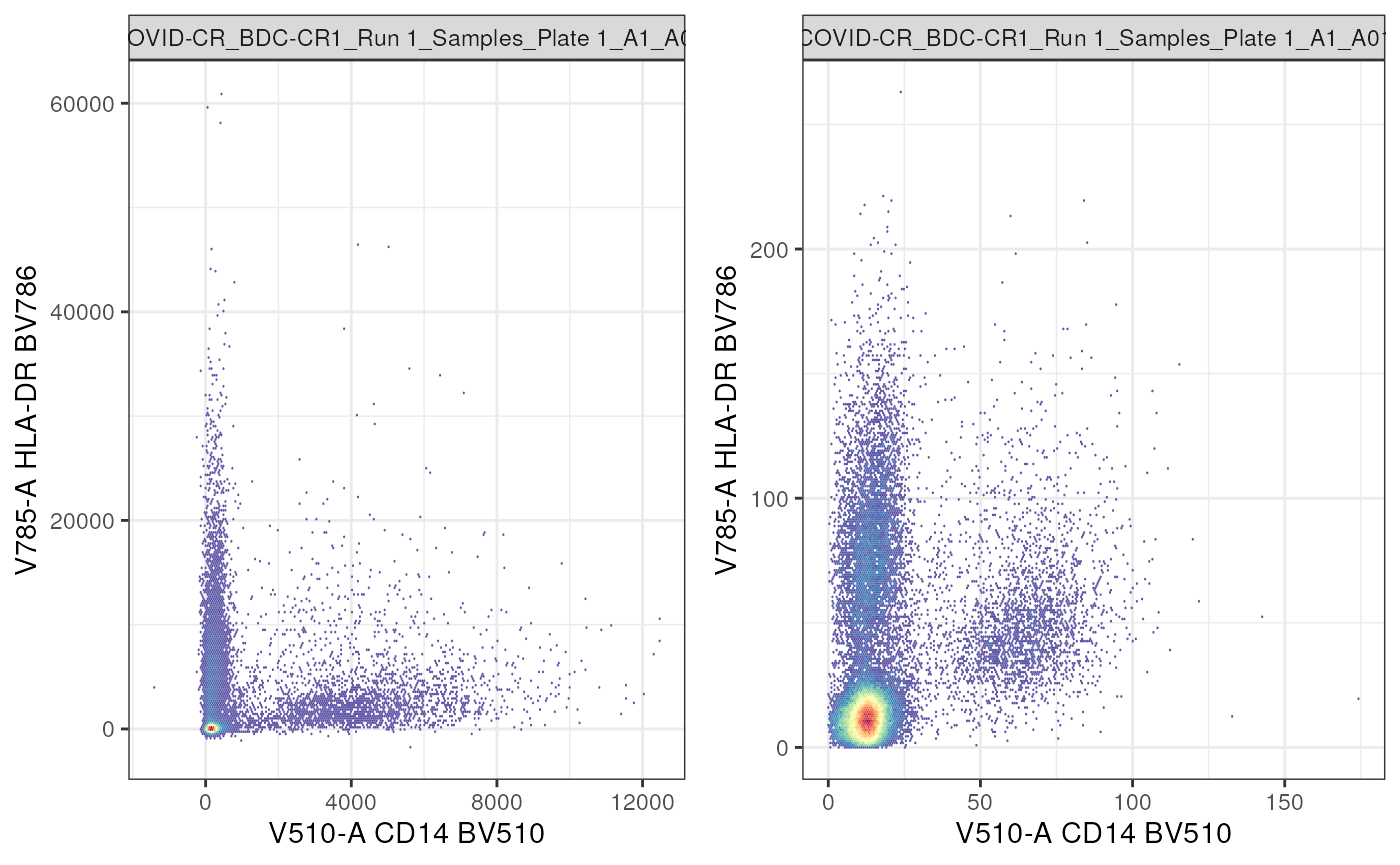 OVID-CR_BDC-CR1_Run 1_Samples_Plate 1_A1_A0
COVID-CR_BDC-CR1_Run 1_Samples_Plate 1_A1_A01
60000
40000
20000
0
V785-A HLA-DR BV786
0 4000 8000 12000
V510-A CD14 BV510
200
100
0
V785-A HLA-DR BV786
0 50 100 150
V510-A CD14 BV510